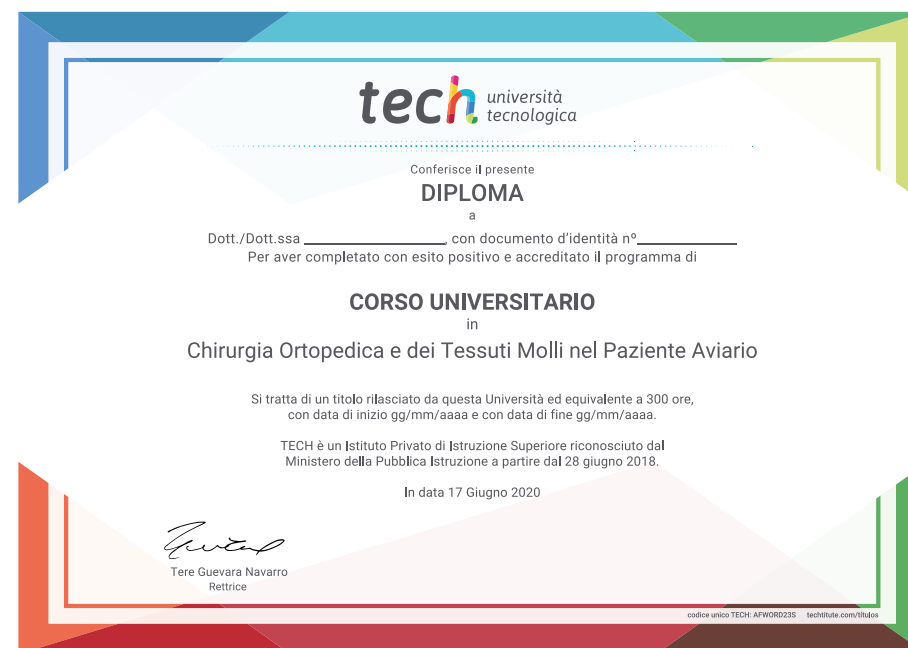 tech università
tecnologica
Conferisce il presente
DIPLOMA
a
Dott./Dott.ssa ____________________, con documento d'identità nº______________
Per aver completato con esito positivo e accreditato il programma di
CORSO UNIVERSITARIO
in
Chirurgia Ortopedica e dei Tessuti Molli nel Paziente Aviario
Si tratta di un titolo rilasciato da questa Università ed equivalente a 300 ore,
con data di inizio gg/mm/aaaa e con data di fine gg/mm/aaaa.
TECH è un Istituto Privato di Istruzione Superiore riconosciuto dal
Ministero della Pubblica Istruzione a partire dal 28 giugno 2018.
In data 17 Giugno 2020
Tere Guevara Navarro
Rettrice
codice unico TECH: AFWORD23S techtitute.com/titulos